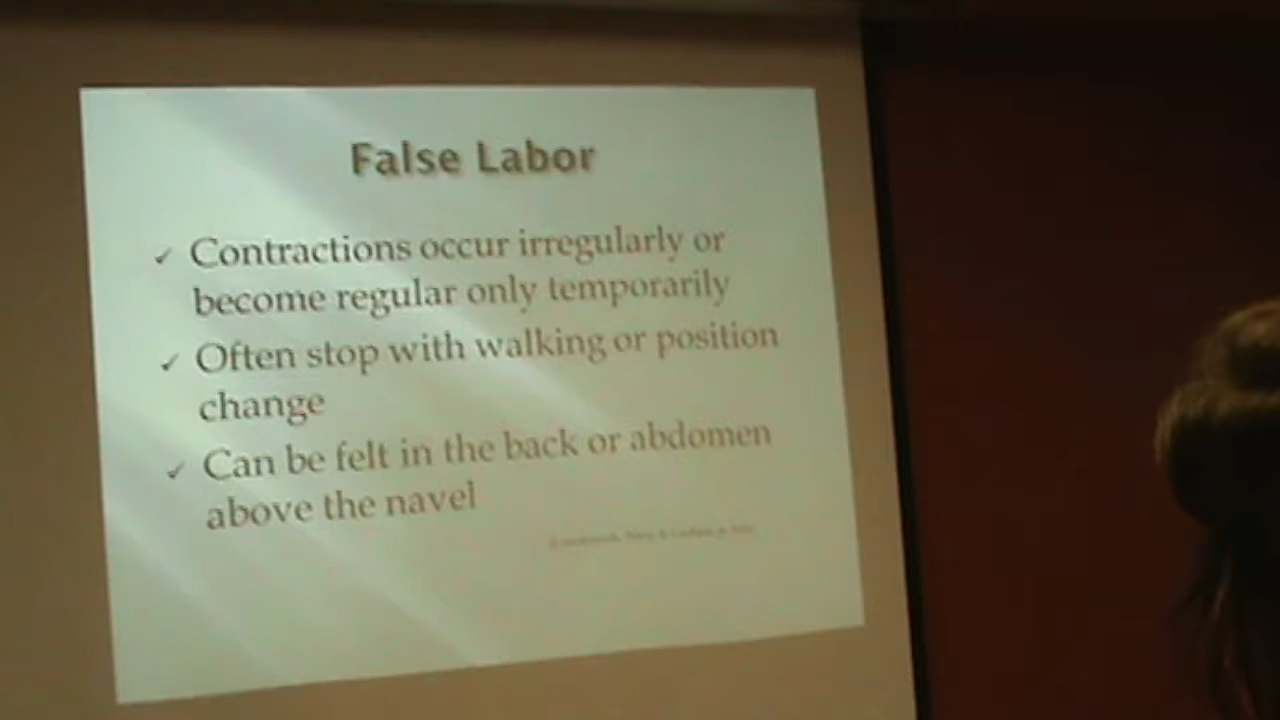 False Labor
✓ Contractions occur irregularly or
become regular only temporarily
✓ Often stop with walking or position
change
✓ Can be felt in the back or abdomen
above the navel